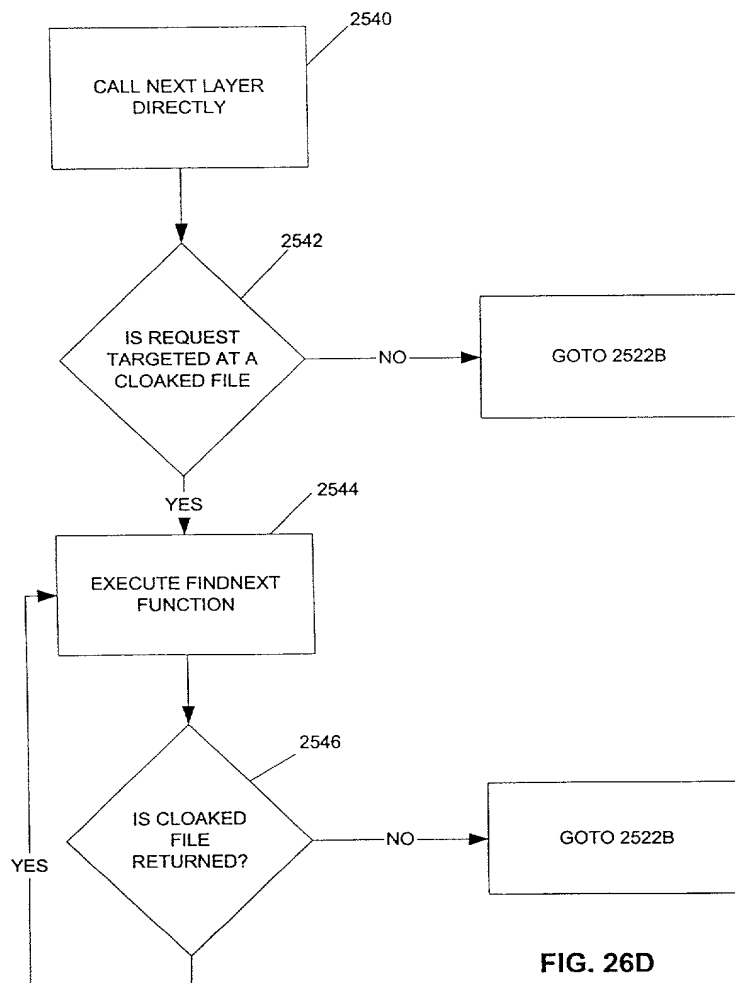 2540
CALL NEXT LAYER
DIRECTLY
2542
IS REQUEST
TARGETED AT A
CLOAKED FILE
NO
GOTO 2522B
YES
2544
EXECUTE FINDNEXT
FUNCTION
2546
IS CLOAKED
FILE
RETURNED?
NO
GOTO 2522B
YES
FIG. 26D